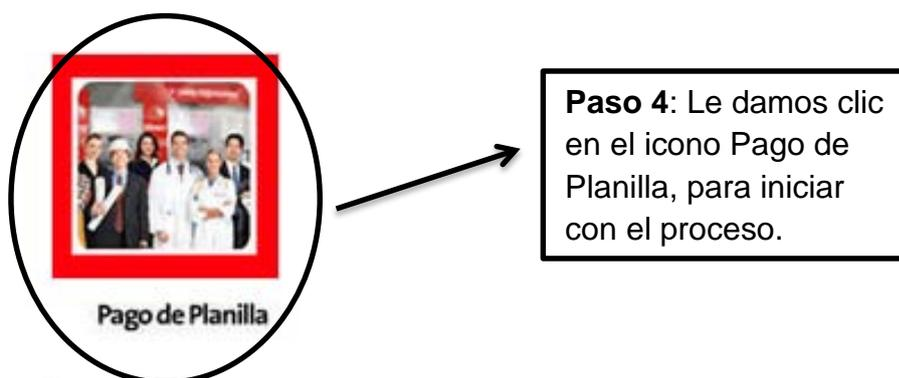 Pago de Planilla
Paso 4: Le damos clic
en el icono Pago de
Planilla, para iniciar
con el proceso.